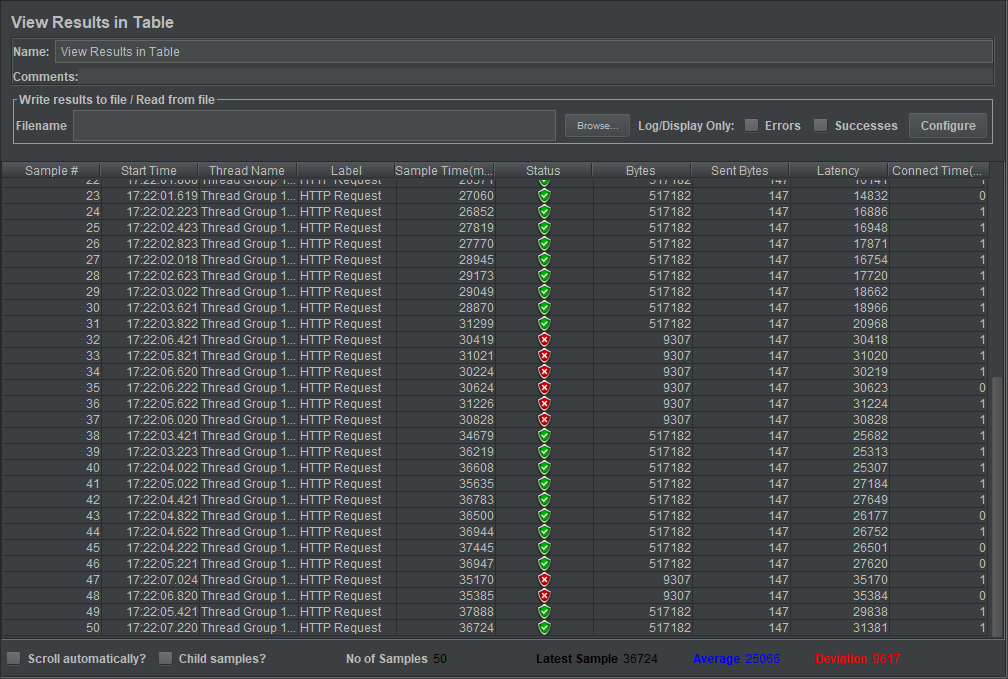 View Results in Table
Name: View Results in Table
Comments:
Write results to file / Read from file
Filename Browse... Log/Display Only: Errors Successes Configure
Sample # Start Time Thread Name Label Sample Time(m... Status Bytes Sent Bytes Latency Connect Time(...
22 17:22:01.808 Thread Group 1... HTTP Request 517182 147 1
23 17:22:01.619 Thread Group 1... HTTP Request 27060 517182 147 14832 0
24 17:22:02.223 Thread Group 1... HTTP Request 26852 517182 147 16886 1
25 17:22:02.423 Thread Group 1... HTTP Request 27819 517182 147 16948 1
26 17:22:02.823 Thread Group 1... HTTP Request 27770 517182 147 17871 1
27 17:22:02.018 Thread Group 1... HTTP Request 28945 517182 147 16754 1
28 17:22:02.623 Thread Group 1... HTTP Request 29173 517182 147 17720 1
29 17:22:03.022 Thread Group 1... HTTP Request 29049 517182 147 18662 1
30 17:22:03.621 Thread Group 1... HTTP Request 28870 517182 147 18966 1
31 17:22:03.822 Thread Group 1... HTTP Request 31299 517182 147 20968 1
32 17:22:06.421 Thread Group 1... HTTP Request 30419 9307 147 30418 1
33 17:22:05.821 Thread Group 1... HTTP Request 31021 9307 147 31020 1
34 17:22:06.620 Thread Group 1... HTTP Request 30224 9307 147 30219 1
35 17:22:06.222 Thread Group 1... HTTP Request 30624 9307 147 30623 0
36 17:22:05.622 Thread Group 1... HTTP Request 31226 9307 147 31224 1
37 17:22:06.020 Thread Group 1... HTTP Request 30828 9307 147 30828 1
38 17:22:03.421 Thread Group 1... HTTP Request 34679 517182 147 25682 1
39 17:22:03.223 Thread Group 1... HTTP Request 36219 517182 147 25313 1
40 17:22:04.022 Thread Group 1... HTTP Request 36608 517182 147 25307 1
41 17:22:05.022 Thread Group 1... HTTP Request 35635 517182 147 27184 1
42 17:22:04.421 Thread Group 1... HTTP Request 36783 517182 147 27649 1
43 17:22:04.822 Thread Group 1... HTTP Request 36500 517182 147 26177 0
44 17:22:04.622 Thread Group 1... HTTP Request 36944 517182 147 26752 1
45 17:22:04.222 Thread Group 1... HTTP Request 37445 517182 147 26501 0
46 17:22:05.221 Thread Group 1... HTTP Request 36947 517182 147 27620 0
47 17:22:07.024 Thread Group 1... HTTP Request 35170 9307 147 35170 1
48 17:22:06.820 Thread Group 1... HTTP Request 35385 9307 147 35384 0
49 17:22:05.421 Thread Group 1... HTTP Request 37888 517182 147 29838 1
50 17:22:07.220 Thread Group 1... HTTP Request 36724 517182 147 31381 1
Scroll automatically? Child samples? No of Samples 50 Latest Sample 36724 Average 25066 Deviation 9617